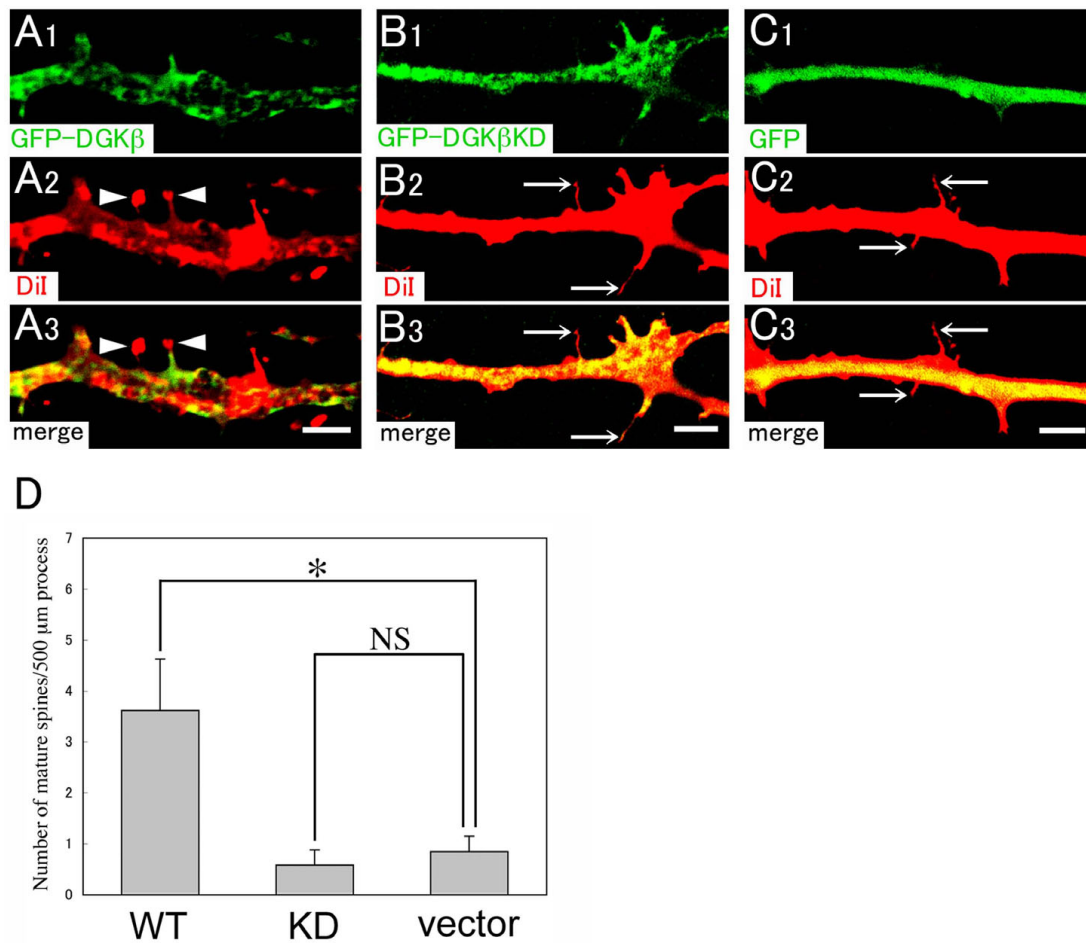 A1
GFP-DGKβ
B1
GFP-DGKβKD
C1
GFP
A2
DiI
B2
DiI
C2
DiI
A3
merge
B3
merge
C3
merge
D
Number of mature spines/500 μm process
7
6
5
4
3
2
1
0
*
NS
WT
KD
vector